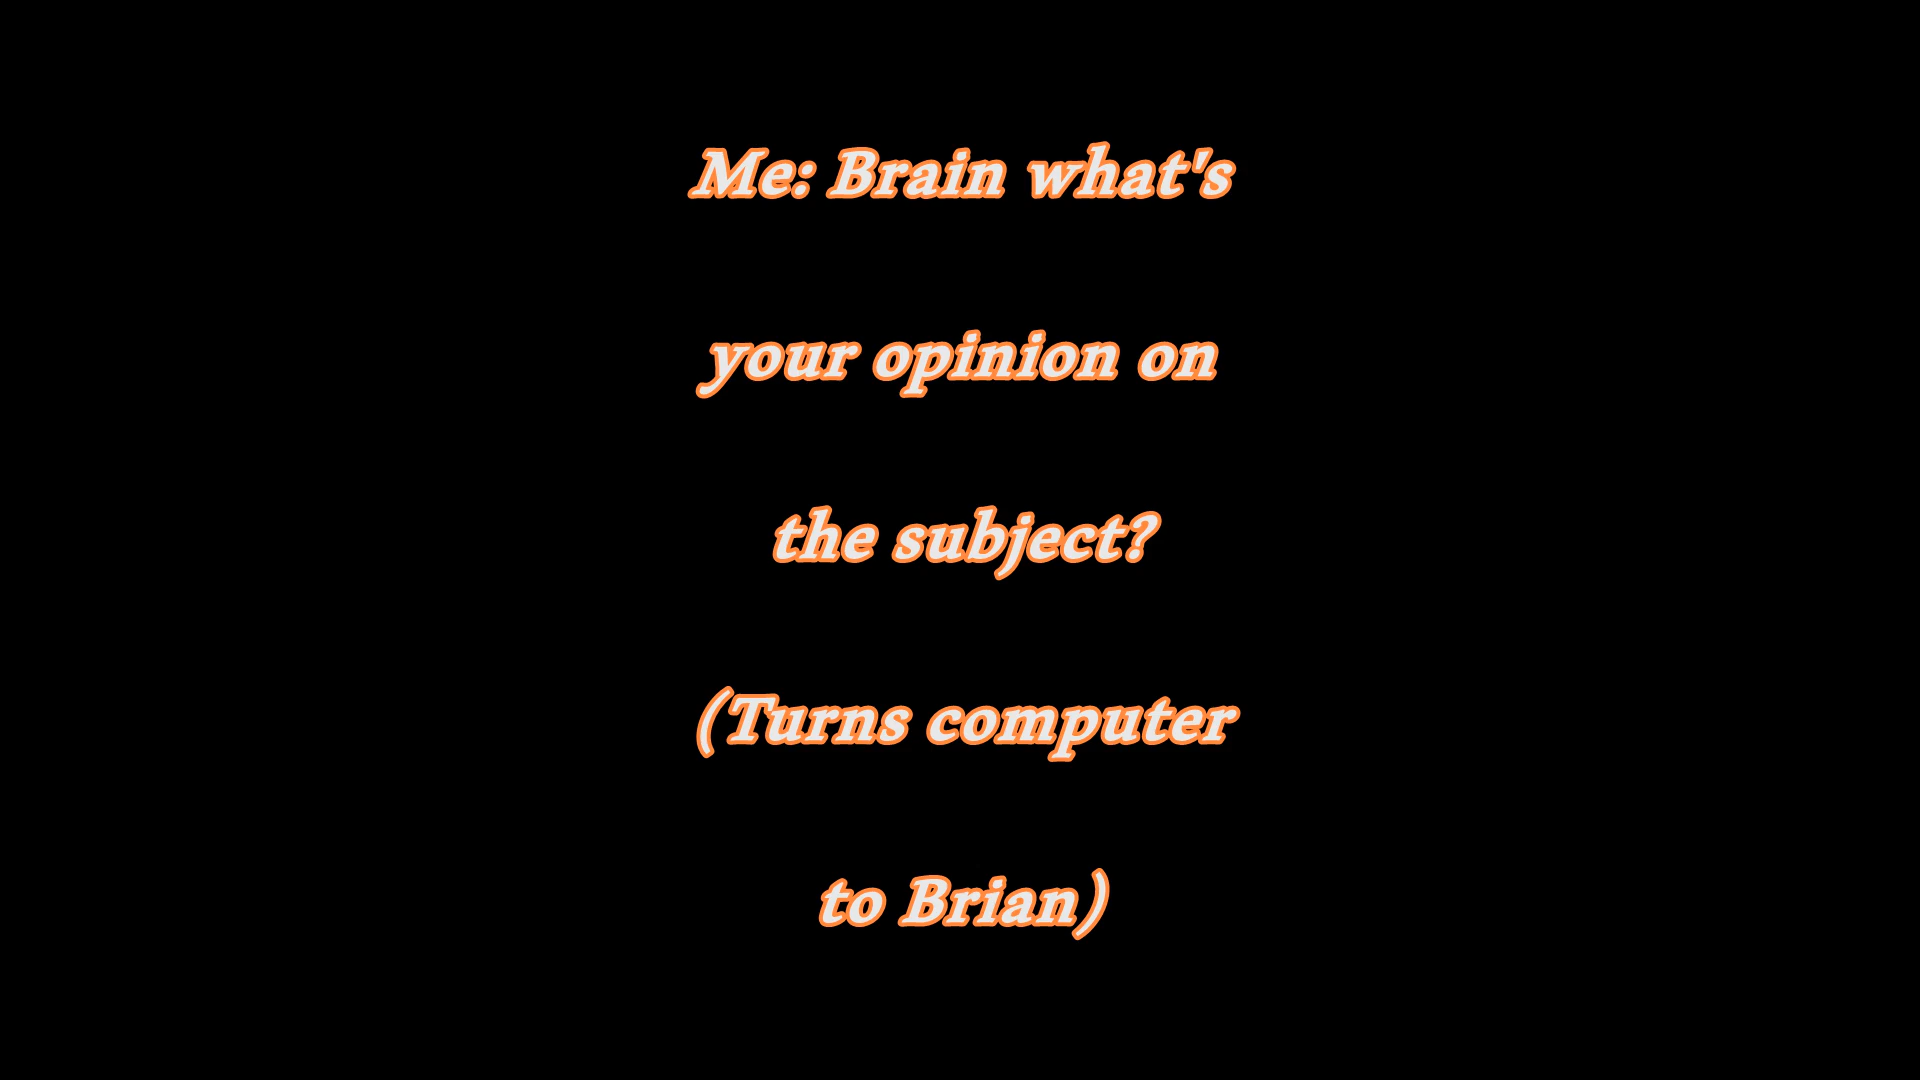 Me: Brain what's
your opinion on
the subject?
(Turns computer
to Brian)